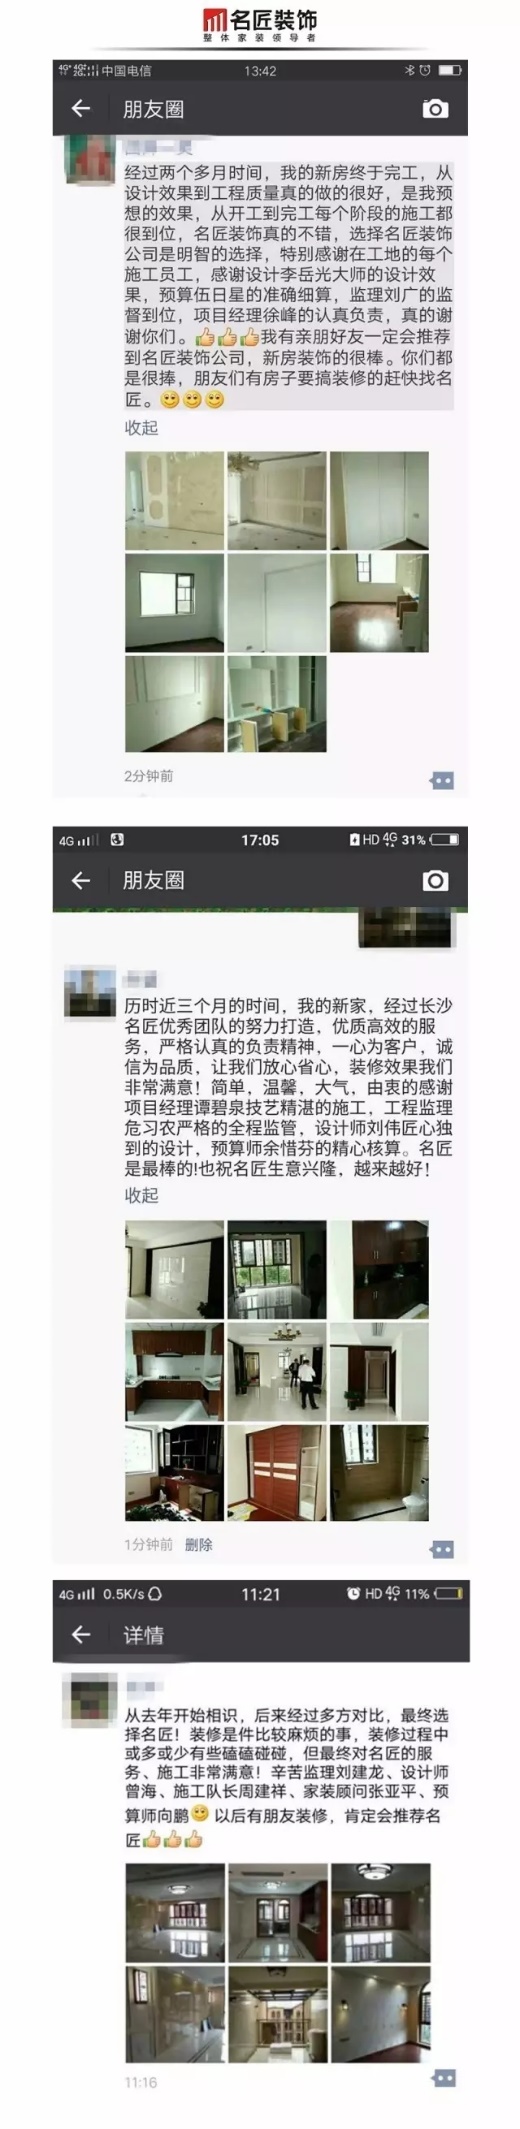 名匠装饰
整体家装领导者
4G+ 4G+ 中国电信 13:42
朋友圈
经过两个多月时间，我的新房终于完工，从
设计效果到工程质量真的做的很好，是我预
想的效果，从开工到完工每个阶段的施工都
很到位，名匠装饰真的不错，选择名匠装饰
公司是明智的选择，特别感谢在工地的每个
施工员工，感谢设计李岳光大师的设计效
果，预算伍日星的准确细算，监理刘广的监
督到位，项目经理徐峰的认真负责，真的谢
谢你们。👍👍👍我有亲朋好友一定会推荐
到名匠装饰公司，新房装饰的很棒。你们都
是很捧，朋友们有房子要搞装修的赶快找名
匠。😊😊😊
收起
2分钟前
4G 17:05 HD 4G 31%
朋友圈
历时近三个月的时间，我的新家，经过长沙
名匠优秀团队的努力打造，优质高效的服
务，严格认真的负责精神，一心为客户，诚
信为品质，让我们放心省心，装修效果我们
非常满意！简单，温馨，大气，由衷的感谢
项目经理谭碧泉技艺精湛的施工，工程监理
危习农严格的全程监管，设计师刘伟匠心独
到的设计，预算师余惜芬的精心核算。名匠
是最棒的!也祝名匠生意兴隆，越来越好！
收起
1分钟前 删除
4G 0.5K/s 11:21 HD 4G 11%
详情
从去年开始相识，后来经过多方对比，最终选
择名匠！装修是件比较麻烦的事，装修过程中
或多或少有些磕磕碰碰，但最终对名匠的服
务、施工非常满意！辛苦监理刘建龙、设计师
曾海、施工队长周建祥、家装顾问张亚平、预
算师向鹏😊以后有朋友装修，肯定会推荐名
匠👍👍👍
11:16